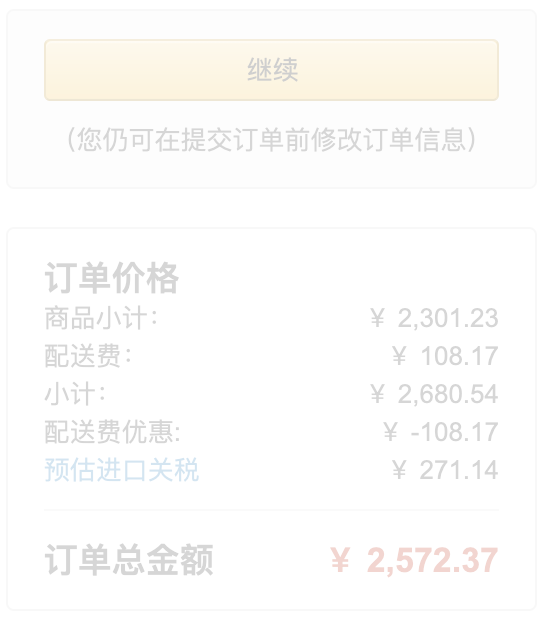 继续
(您仍可在提交订单前修改订单信息)
订单价格
商品小计: ¥ 2,301.23
配送费: ¥ 108.17
小计: ¥ 2,680.54
配送费优惠: ¥ -108.17
预估进口关税 ¥ 271.14
订单总金额 ¥ 2,572.37